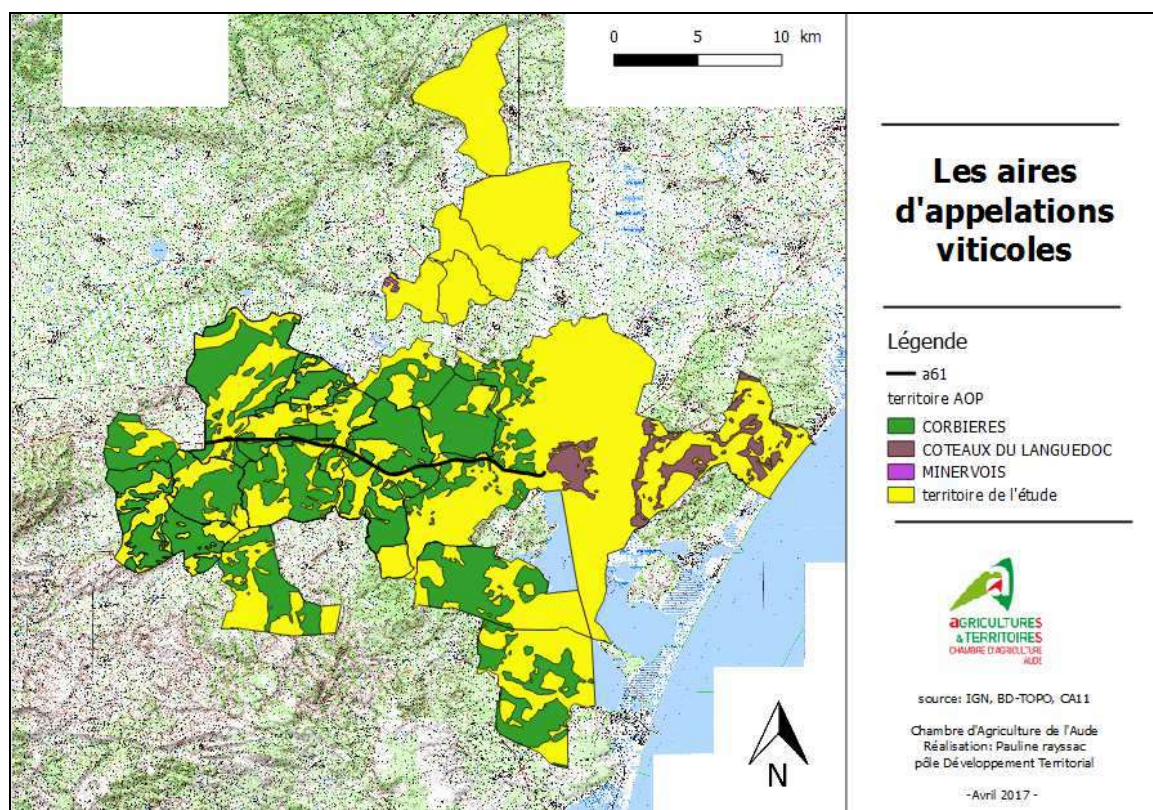 0 5 10 km
Les aires
d'appelations
viticoles
Légende
a61
territoire AOP
CORBIERES
COTEAUX DU LANGUEDOC
MINERVOIS
territoire de l'étude
N
aGRICULTURES
& TERRITOIRES
CHAMBRE D'AGRICULTURE
AUDE
source: IGN, BD-TOPO, CA11
Chambre d'Agriculture de l'Aude
Réalisation: Pauline rayssac
pôle Développement Territorial
-Avril 2017 -